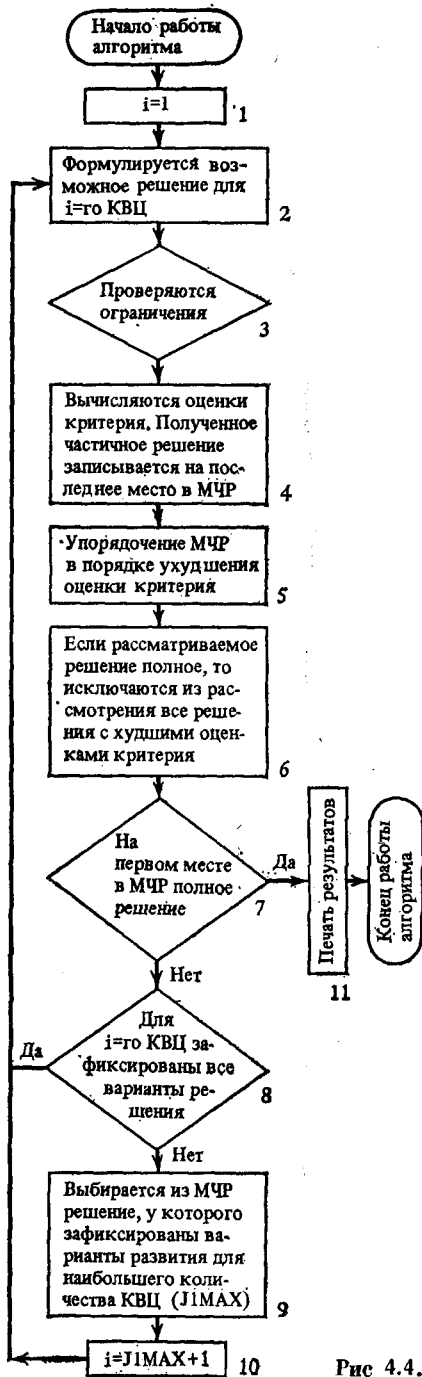 Начало работы
алгоритма
i=1
1
Формулируется воз-
можное решение для
i=го КВЦ
2
Проверяются
ограничения
3
Вычисляются оценки
критерия. Полученное
частичное решение
записывается на пос-
леднее место в МЧР
4
Упорядочение МЧР
в порядке ухудшения
оценки критерия
5
Если рассматриваемое
решение полное, то
исключаются из рас-
смотрения все реше-
ния с худшими оцен-
ками критерия
6
На
первом месте
в МЧР полное
решение
7
Да
Печать результатов
11
Конец работы
алгоритма
Нет
Для
i=го КВЦ за-
фиксированы все
варианты ре-
шения
8
Да
Нет
Выбирается из МЧР
решение, у которого
зафиксированы ва-
рианты развития для
наибольшего коли-
чества КВЦ (J1MAX)
9
i=J1MAX+1
10
Рис 4.4.